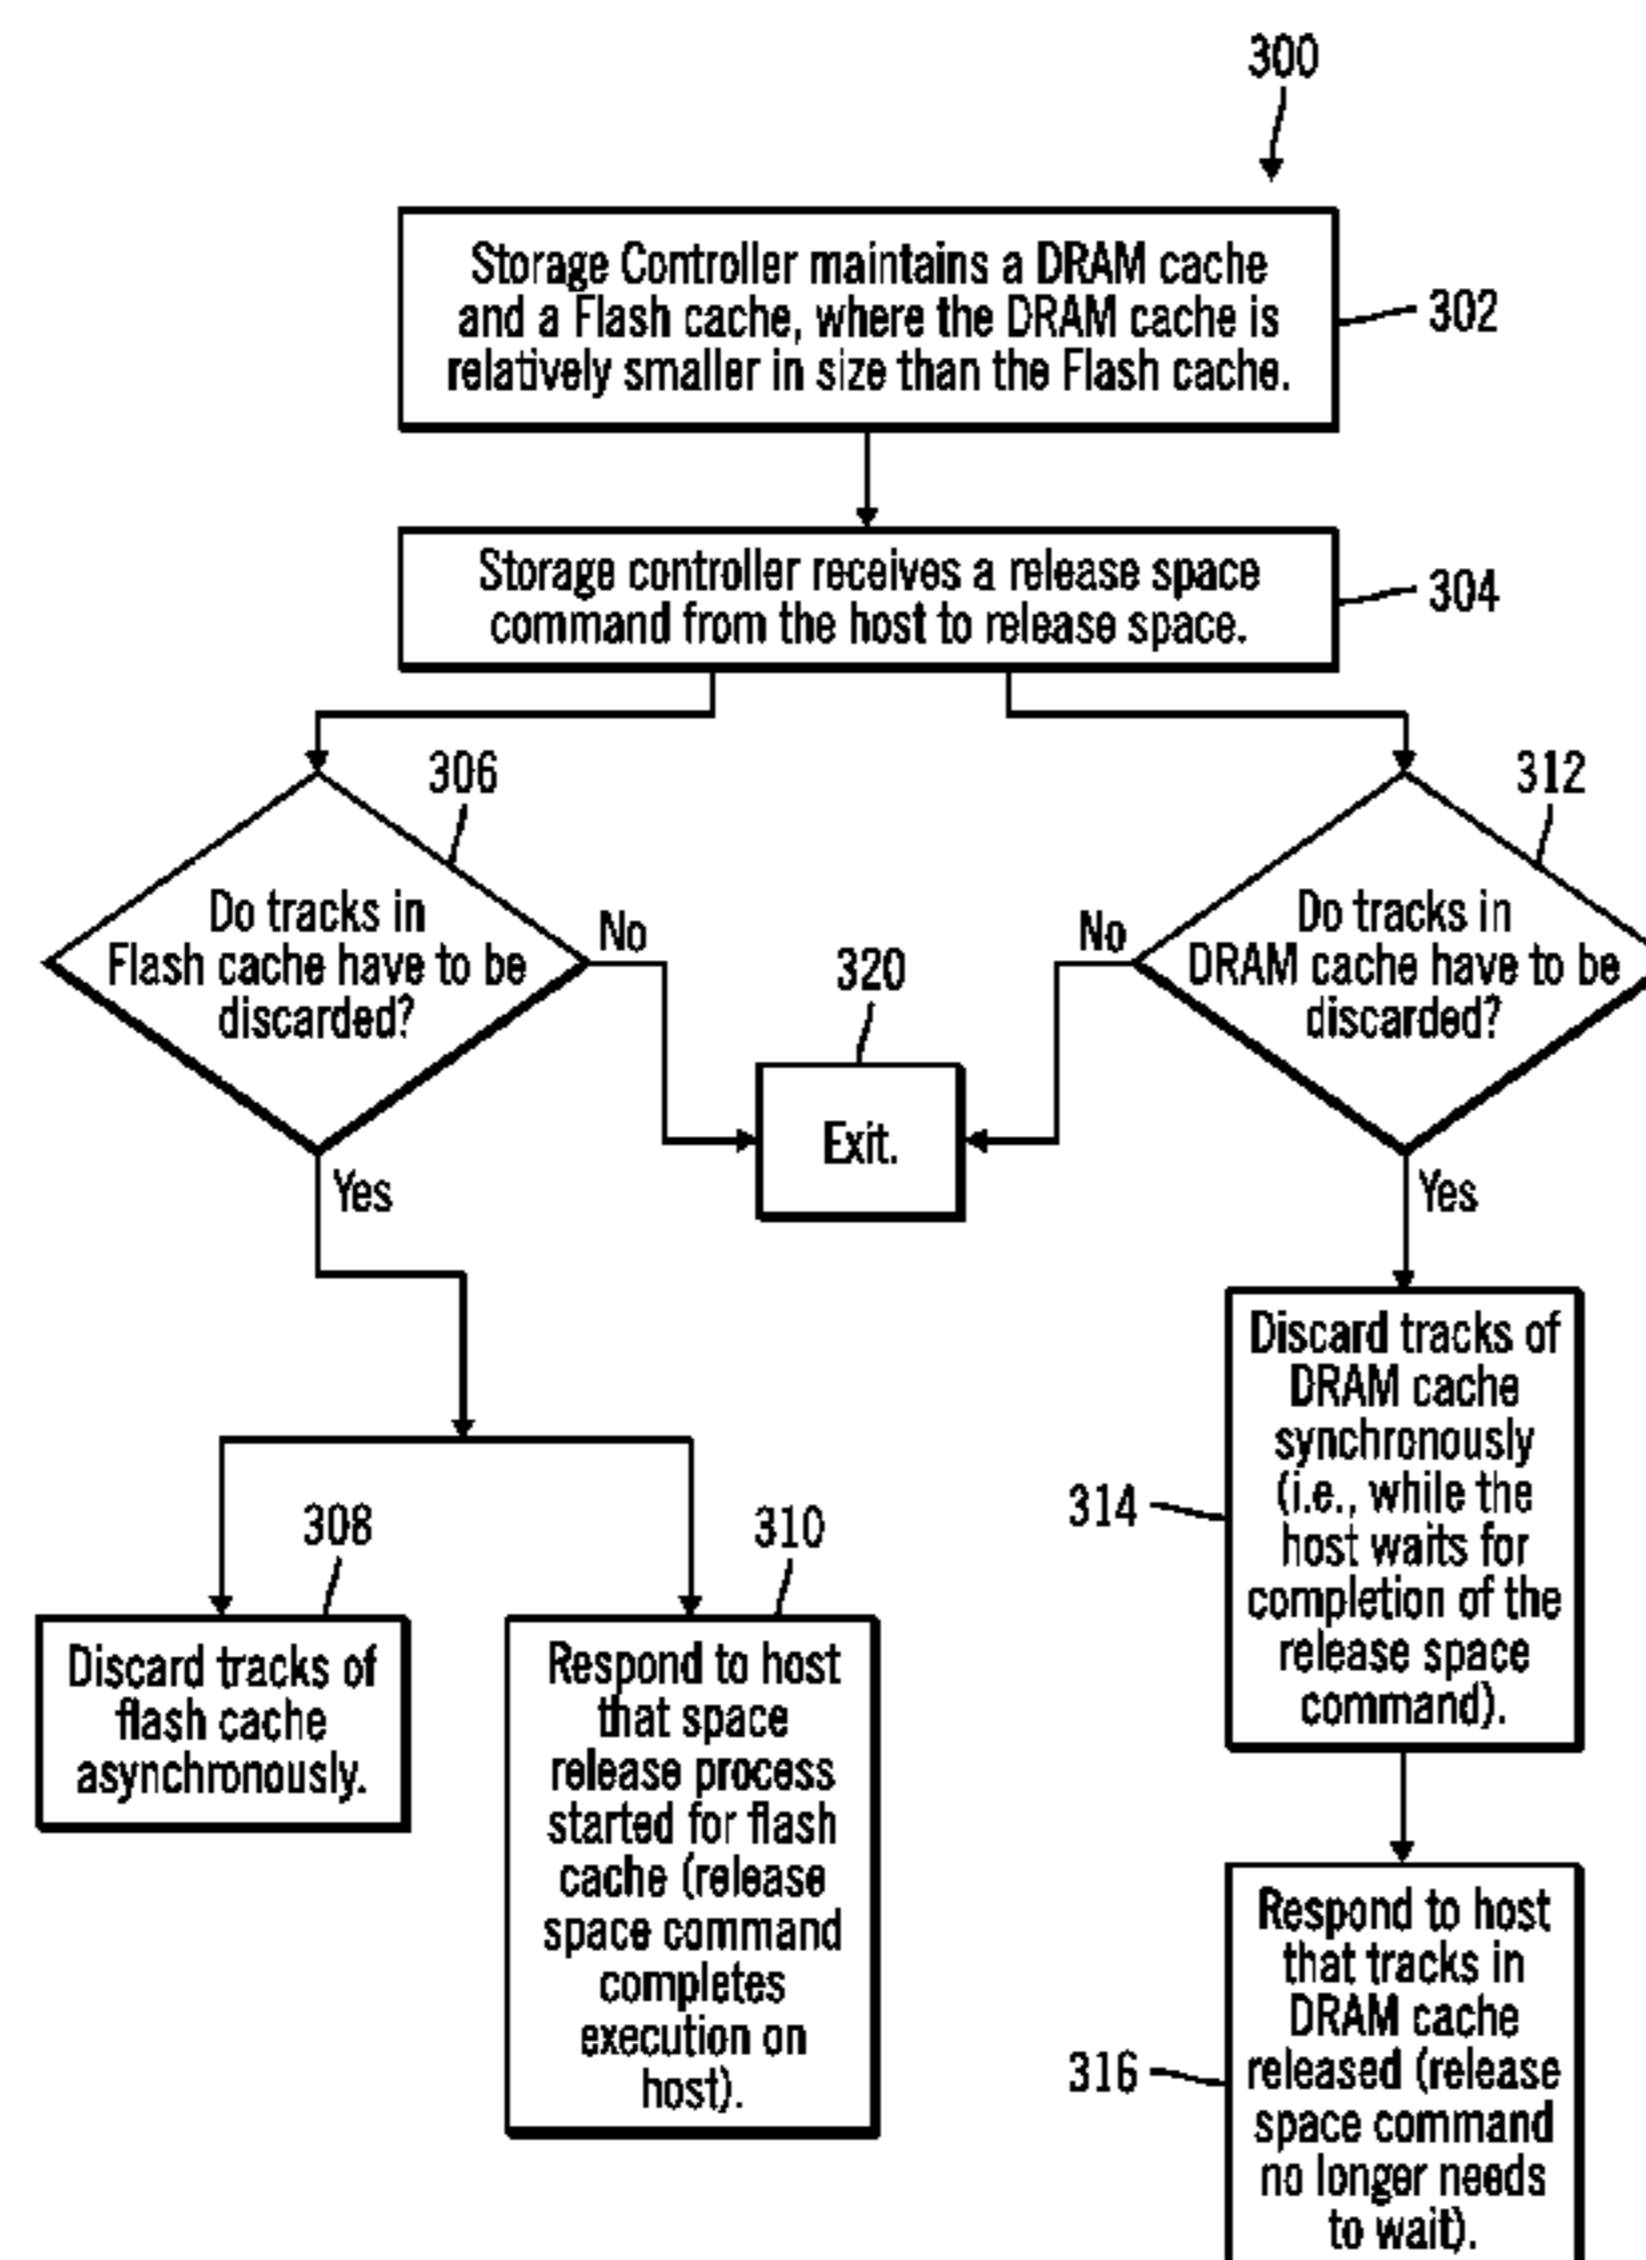 300
Storage Controller maintains a DRAM cache
and a Flash cache, where the DRAM cache is
relatively smaller in size than the Flash cache.
302
Storage controller receives a release space
command from the host to release space.
304
306
Do tracks in
Flash cache have to be
discarded?
No
Yes
312
Do tracks in
DRAM cache have to be
discarded?
No
Yes
320
Exit.
308
Discard tracks of
flash cache
asynchronously.
310
Respond to host
that space
release process
started for flash
cache (release
space command
completes
execution on
host).
314
Discard tracks of
DRAM cache
synchronously
(i.e., while the
host waits for
completion of the
release space
command).
316
Respond to host
that tracks in
DRAM cache
released (release
space command
no longer needs
to wait).